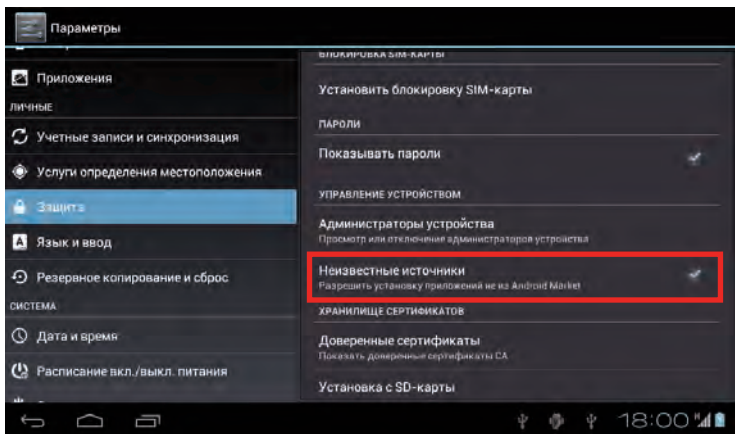 Параметры
Приложения
ЛИЧНЫЕ
Учетные записи и синхронизация
Услуги определения местоположения
Защита
Язык и ввод
Резервное копирование и сброс
СИСТЕМА
Дата и время
Расписание вкл./выкл. питания
БЛОКИРОВКА SIM-КАРТЫ
Установить блокировку SIM-карты
ПАРОЛИ
Показывать пароли
УПРАВЛЕНИЕ УСТРОЙСТВОМ
Администраторы устройства
Просмотр или отключение администраторов устройства
Неизвестные источники
Разрешить установку приложений не из Android Market
ХРАНИЛИЩЕ СЕРТИФИКАТОВ
Доверенные сертификаты
Показать доверенные сертификаты CA
Установка с SD-карты
18:00